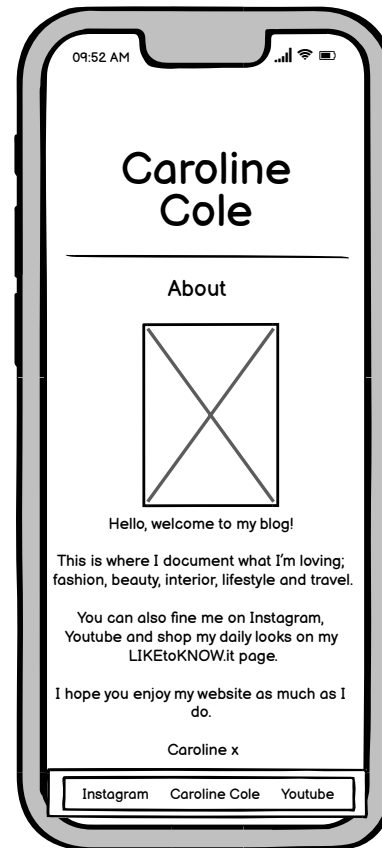 09:52 AM
Caroline
Cole
About
Hello, welcome to my blog!
This is where I document what I'm loving;
fashion, beauty, interior, lifestyle and travel.
You can also fine me on Instagram,
Youtube and shop my daily looks on my
LIKEtoKNOW.it page.
I hope you enjoy my website as much as I
do.
Caroline x
Instagram Caroline Cole Youtube